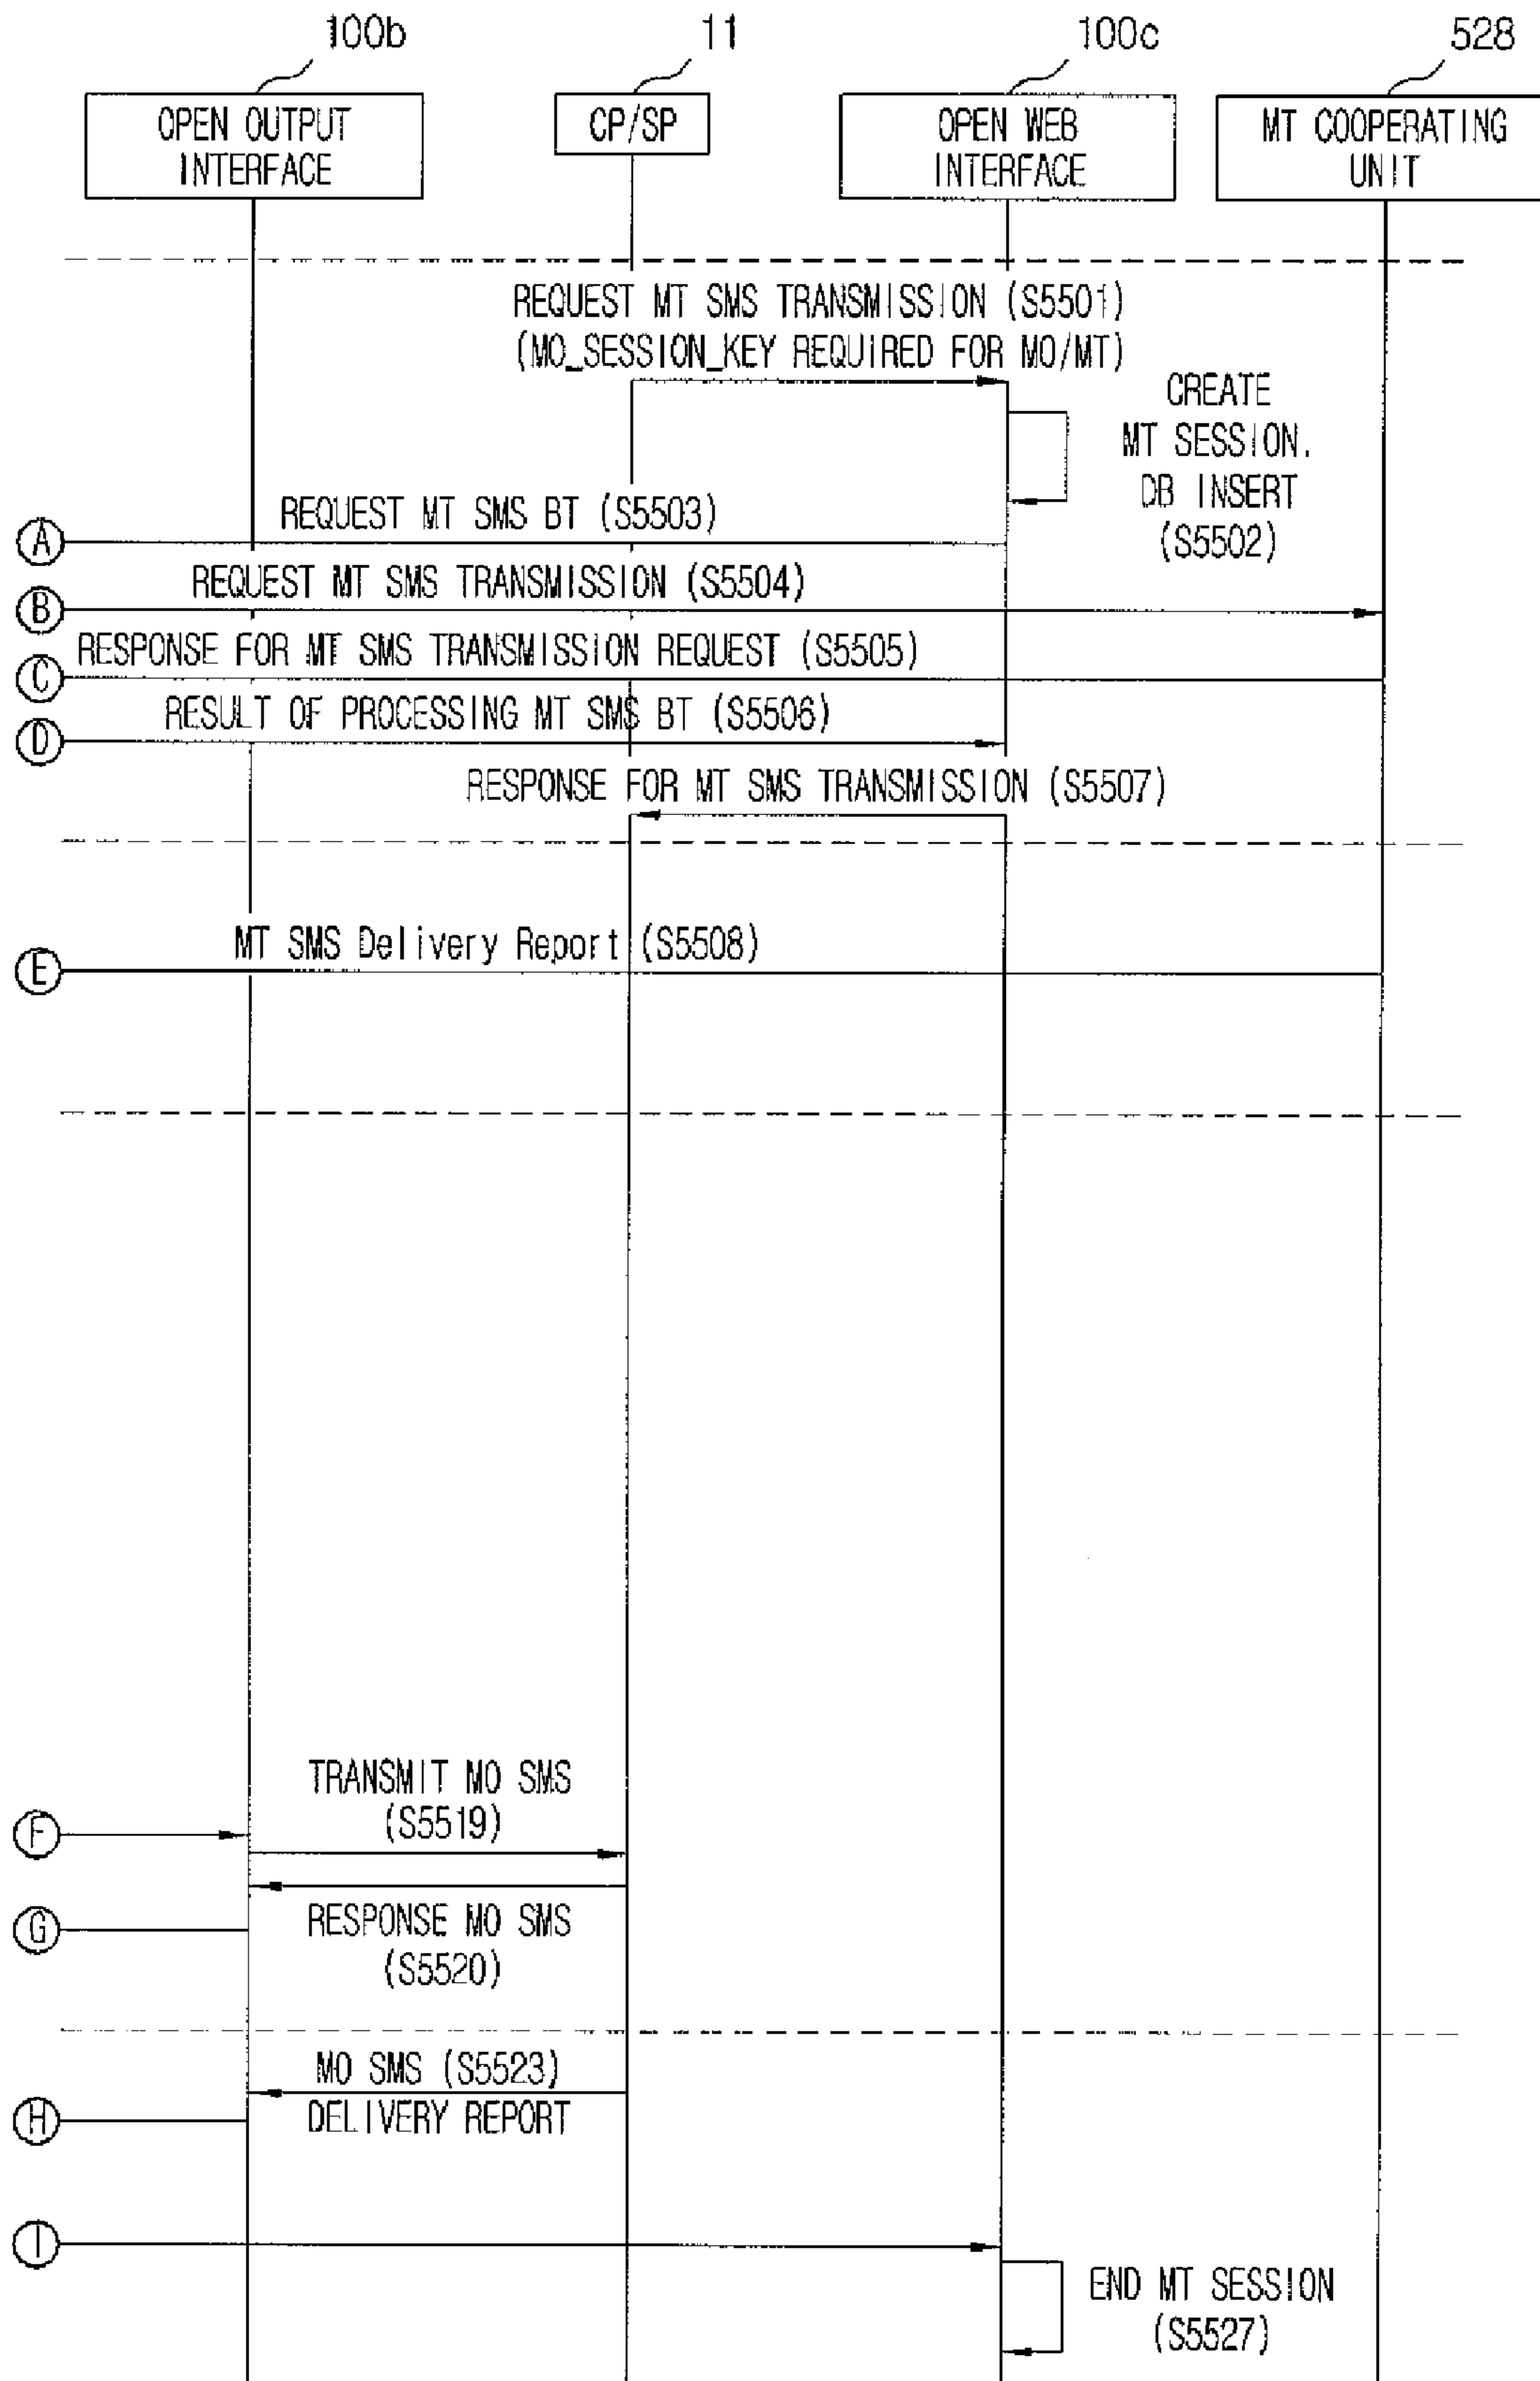 100b
11
100c
528
OPEN OUTPUT
INTERFACE
CP/SP
OPEN WEB
INTERFACE
MT COOPERATING
UNIT
REQUEST MT SMS TRANSMISSION (S5501)
(MO_SESSION_KEY REQUIRED FOR MO/MT)
CREATE
MT SESSION.
DB INSERT
(S5502)
REQUEST MT SMS BT (S5503)
A
REQUEST MT SMS TRANSMISSION (S5504)
B
RESPONSE FOR MT SMS TRANSMISSION REQUEST (S5505)
C
RESULT OF PROCESSING MT SMS BT (S5506)
D
RESPONSE FOR MT SMS TRANSMISSION (S5507)
MT SMS Delivery Report (S5508)
E
TRANSMIT MO SMS
(S5519)
F
RESPONSE MO SMS
(S5520)
G
MO SMS (S5523)
DELIVERY REPORT
H
I
END MT SESSION
(S5527)